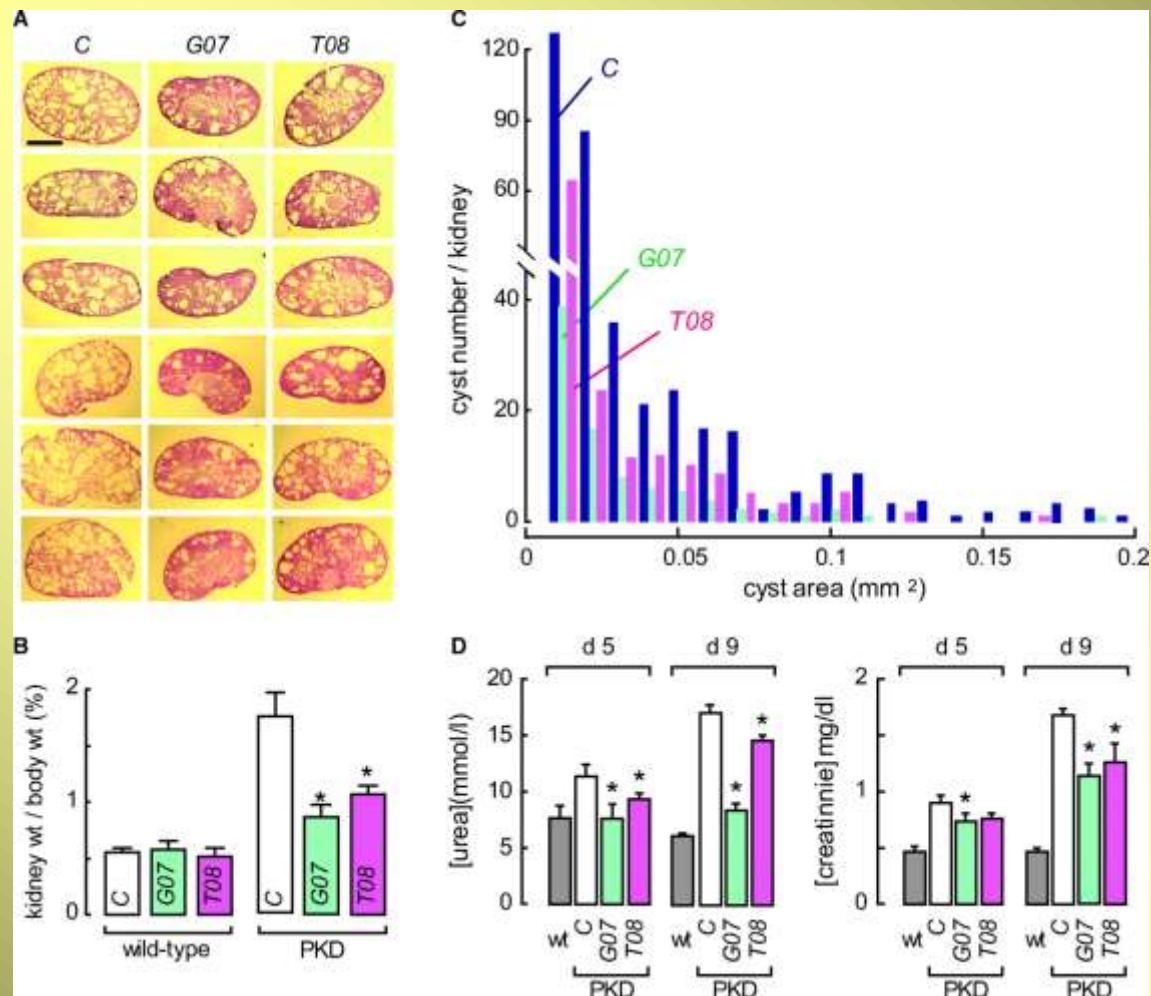 A
C G07 T08
B
kidney wt / body wt (%)
2
1
0
C G07 T08
C G07 T08
* *
wild-type PKD
C
cyst number / kidney
120
90
60
40
20
0
C
G07
T08
0 0.05 0.1 0.15 0.2
cyst area (mm 2)
D
d 5 d 9
[urea](mmol/l)
20
15
10
5
0
* * * *
wt C G07 T08 wt C G07 T08
PKD PKD
d 5 d 9
[creatinnie] mg/dl
2
1
0
* * *
wt C G07 T08 wt C G07 T08
PKD PKD